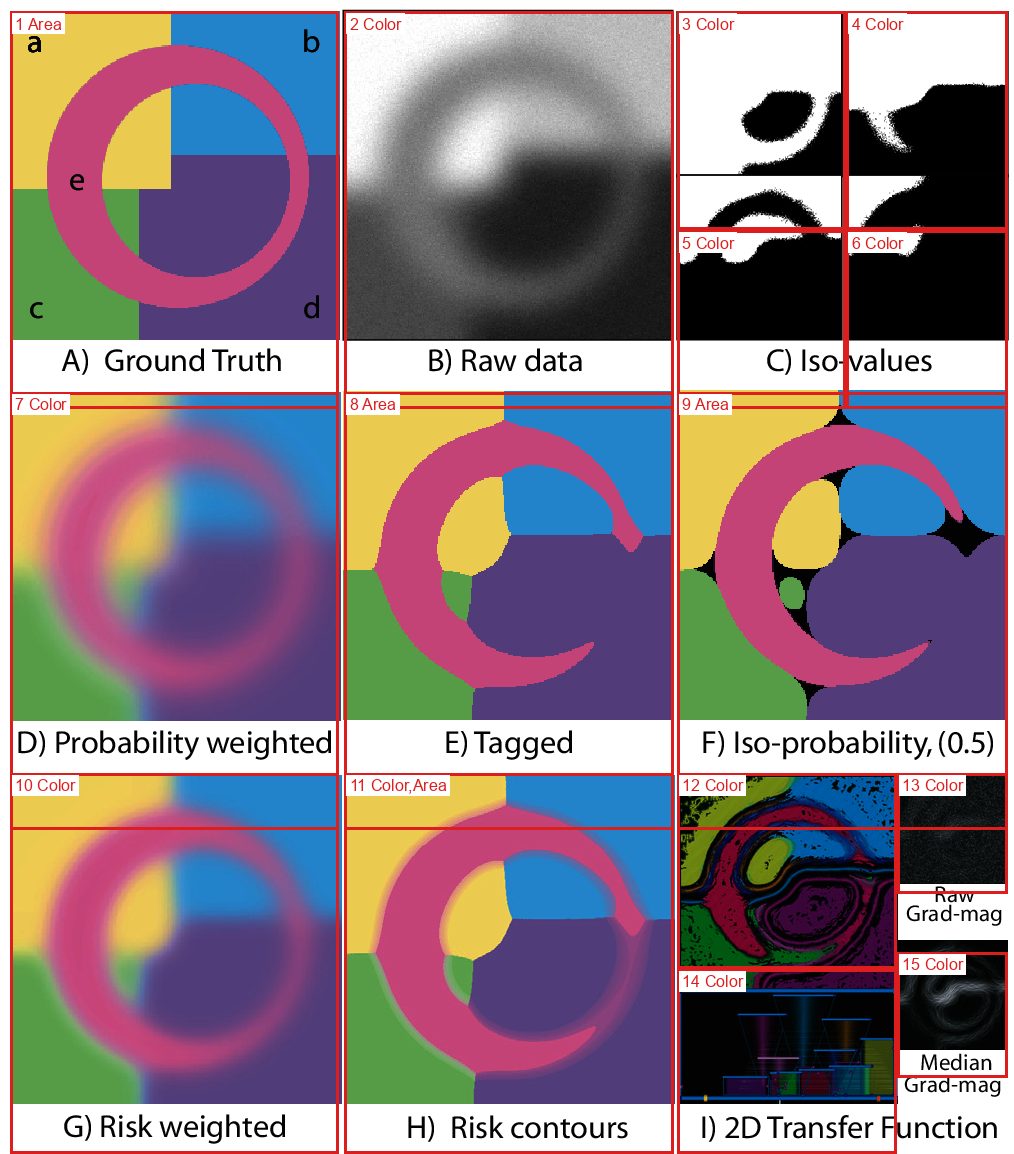 1 Area
2 Color
3 Color
4 Color
a
b
e
c
d
5 Color
6 Color
A) Ground Truth
B) Raw data
C) Iso-values
7 Color
8 Area
9 Area
D) Probability weighted
E) Tagged
F) Iso-probability, (0.5)
10 Color
11 Color,Area
12 Color
13 Color
Raw
Grad-mag
14 Color
15 Color
Median
Grad-mag
G) Risk weighted
H) Risk contours
I) 2D Transfer Function